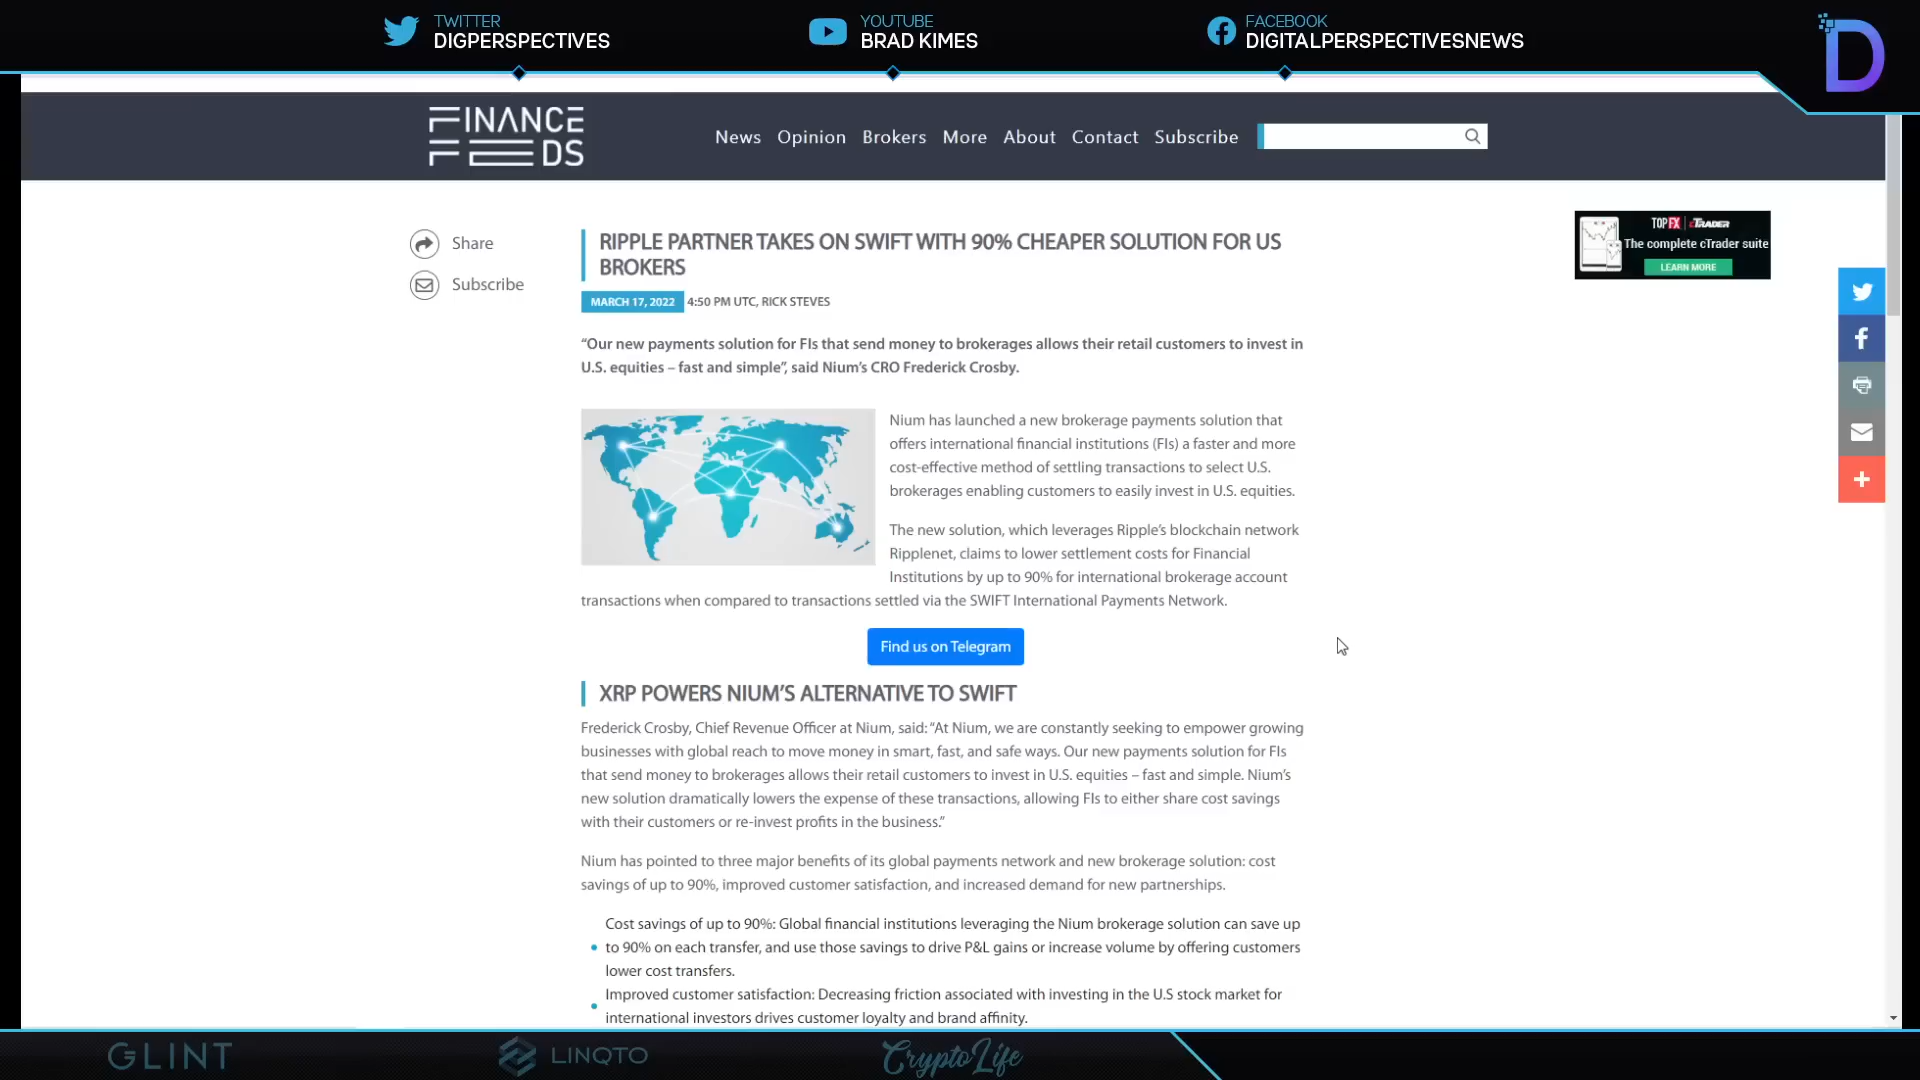 TWITTER
DIGPERSPECTIVES
YOUTUBE
BRAD KIMES
FACEBOOK
DIGITALPERSPECTIVESNEWS
D
FINANCE
FEEDS
News Opinion Brokers More About Contact Subscribe
Share
Subscribe
RIPPLE PARTNER TAKES ON SWIFT WITH 90% CHEAPER SOLUTION FOR US
BROKERS
MARCH 17, 2022 4:50 PM UTC, RICK STEVES
TOPFX cTRADER
The complete cTrader suite
LEARN MORE
“Our new payments solution for FIs that send money to brokerages allows their retail customers to invest in
U.S. equities – fast and simple”, said Nium’s CRO Frederick Crosby.
Nium has launched a new brokerage payments solution that
offers international financial institutions (FIs) a faster and more
cost-effective method of settling transactions to select U.S.
brokerages enabling customers to easily invest in U.S. equities.
The new solution, which leverages Ripple’s blockchain network
Ripplenet, claims to lower settlement costs for Financial
Institutions by up to 90% for international brokerage account
transactions when compared to transactions settled via the SWIFT International Payments Network.
Find us on Telegram
XRP POWERS NIUM’S ALTERNATIVE TO SWIFT
Frederick Crosby, Chief Revenue Officer at Nium, said: “At Nium, we are constantly seeking to empower growing
businesses with global reach to move money in smart, fast, and safe ways. Our new payments solution for FIs
that send money to brokerages allows their retail customers to invest in U.S. equities – fast and simple. Nium’s
new solution dramatically lowers the expense of these transactions, allowing FIs to either share cost savings
with their customers or re-invest profits in the business.”
Nium has pointed to three major benefits of its global payments network and new brokerage solution: cost
savings of up to 90%, improved customer satisfaction, and increased demand for new partnerships.
Cost savings of up to 90%: Global financial institutions leveraging the Nium brokerage solution can save up
to 90% on each transfer, and use those savings to drive P&L gains or increase volume by offering customers
lower cost transfers.
Improved customer satisfaction: Decreasing friction associated with investing in the U.S stock market for
international investors drives customer loyalty and brand affinity.
GLINT
LINQTO
CryptoLife